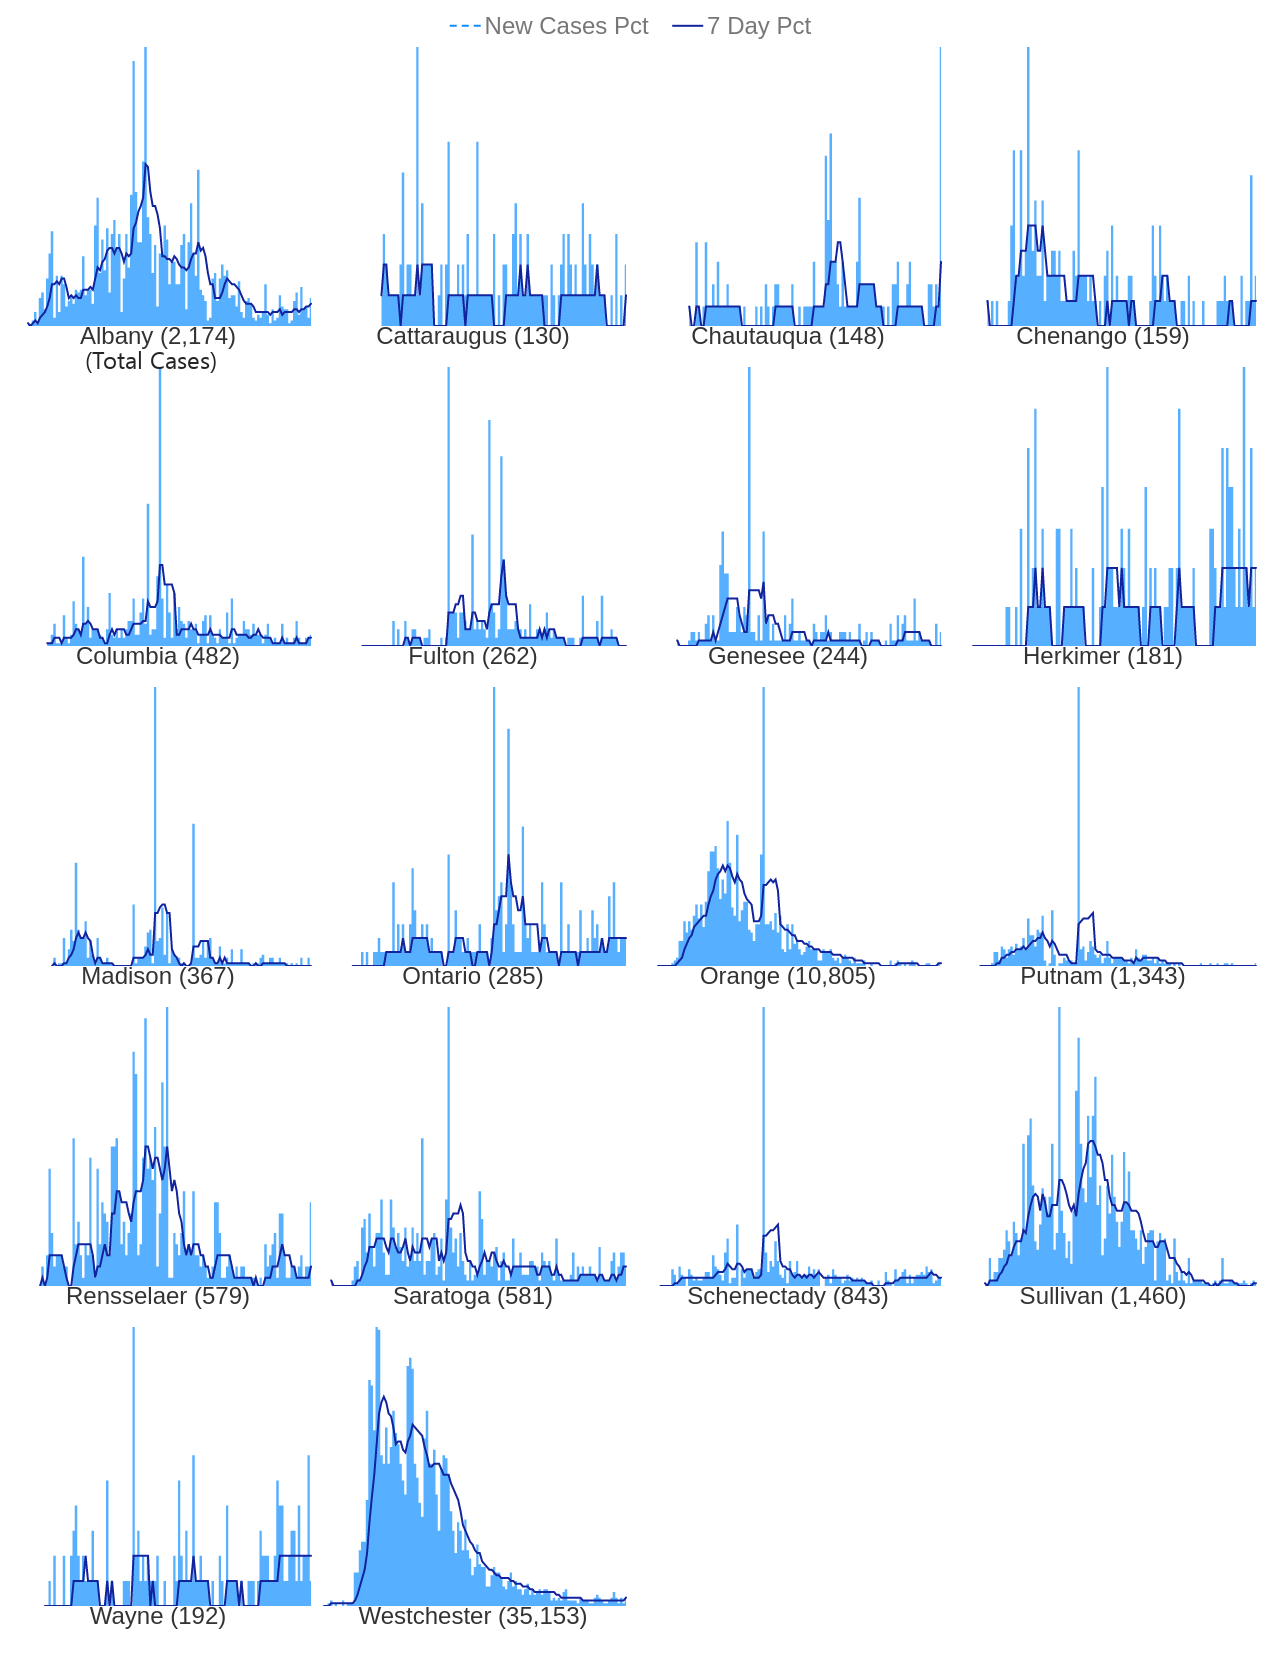 New Cases Pct 7 Day Pct
Albany (2,174) Cattaraugus (130) Chautauqua (148) Chenango (159)
(Total Cases)
Columbia (482) Fulton (262) Genesee (244) Herkimer (181)
Madison (367) Ontario (285) Orange (10,805) Putnam (1,343)
Rensselaer (579) Saratoga (581) Schenectady (843) Sullivan (1,460)
Wayne (192) Westchester (35,153)